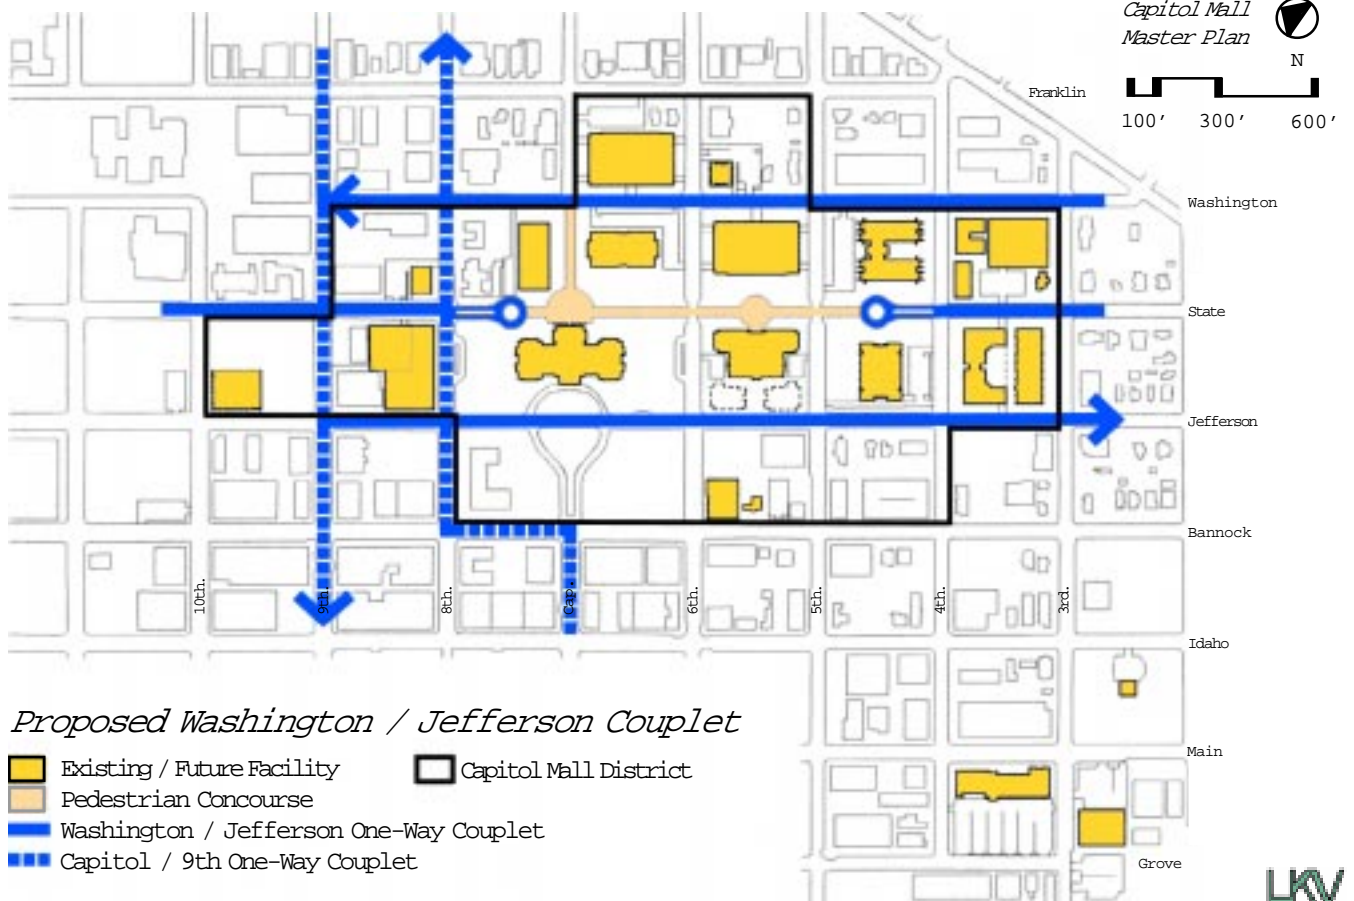 Capitol Mall
Master Plan
N
100' 300' 600'
Franklin
Washington
State
Jefferson
Bannock
10th.
9th.
8th.
Cap.
6th.
5th.
4th.
3rd.
Idaho
Main
Grove
Proposed Washington / Jefferson Couplet
Existing / Future Facility
Capitol Mall District
Pedestrian Concourse
Washington / Jefferson One-Way Couplet
Capitol / 9th One-Way Couplet
LKV